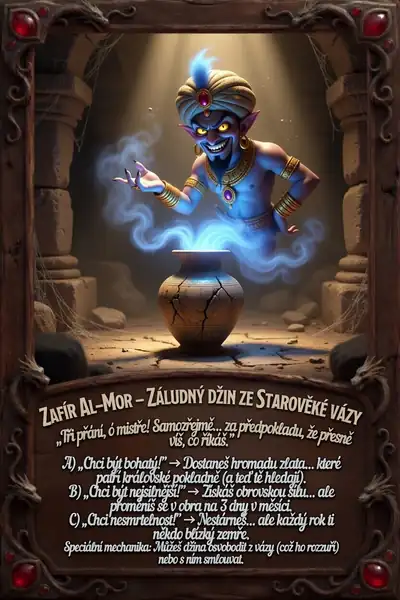 Zafír Al-Mor – Záludný džin ze Starověké vázy
„Tři přání, ó mistře! Samozřejmě... za předpokladu, že přesně
víš, co říkáš.“
A) „Chci být bohatý!“ → Dostaneš hromadu zlata... které
patří královské pokladně (a teď tě hledají).
B) „Chci být nejsilnější!“ → Získáš obrovskou sílu... ale
proměníš se v obra na 3 dny v měsíci.
C) „Chci nesmrtelnost!“ → Nestárneš... ale každý rok ti
někdo blízký zemře.
Speciální mechanika: Můžeš džina osvobodit z vázy (což ho rozzuří)
nebo s ním smlouvat.